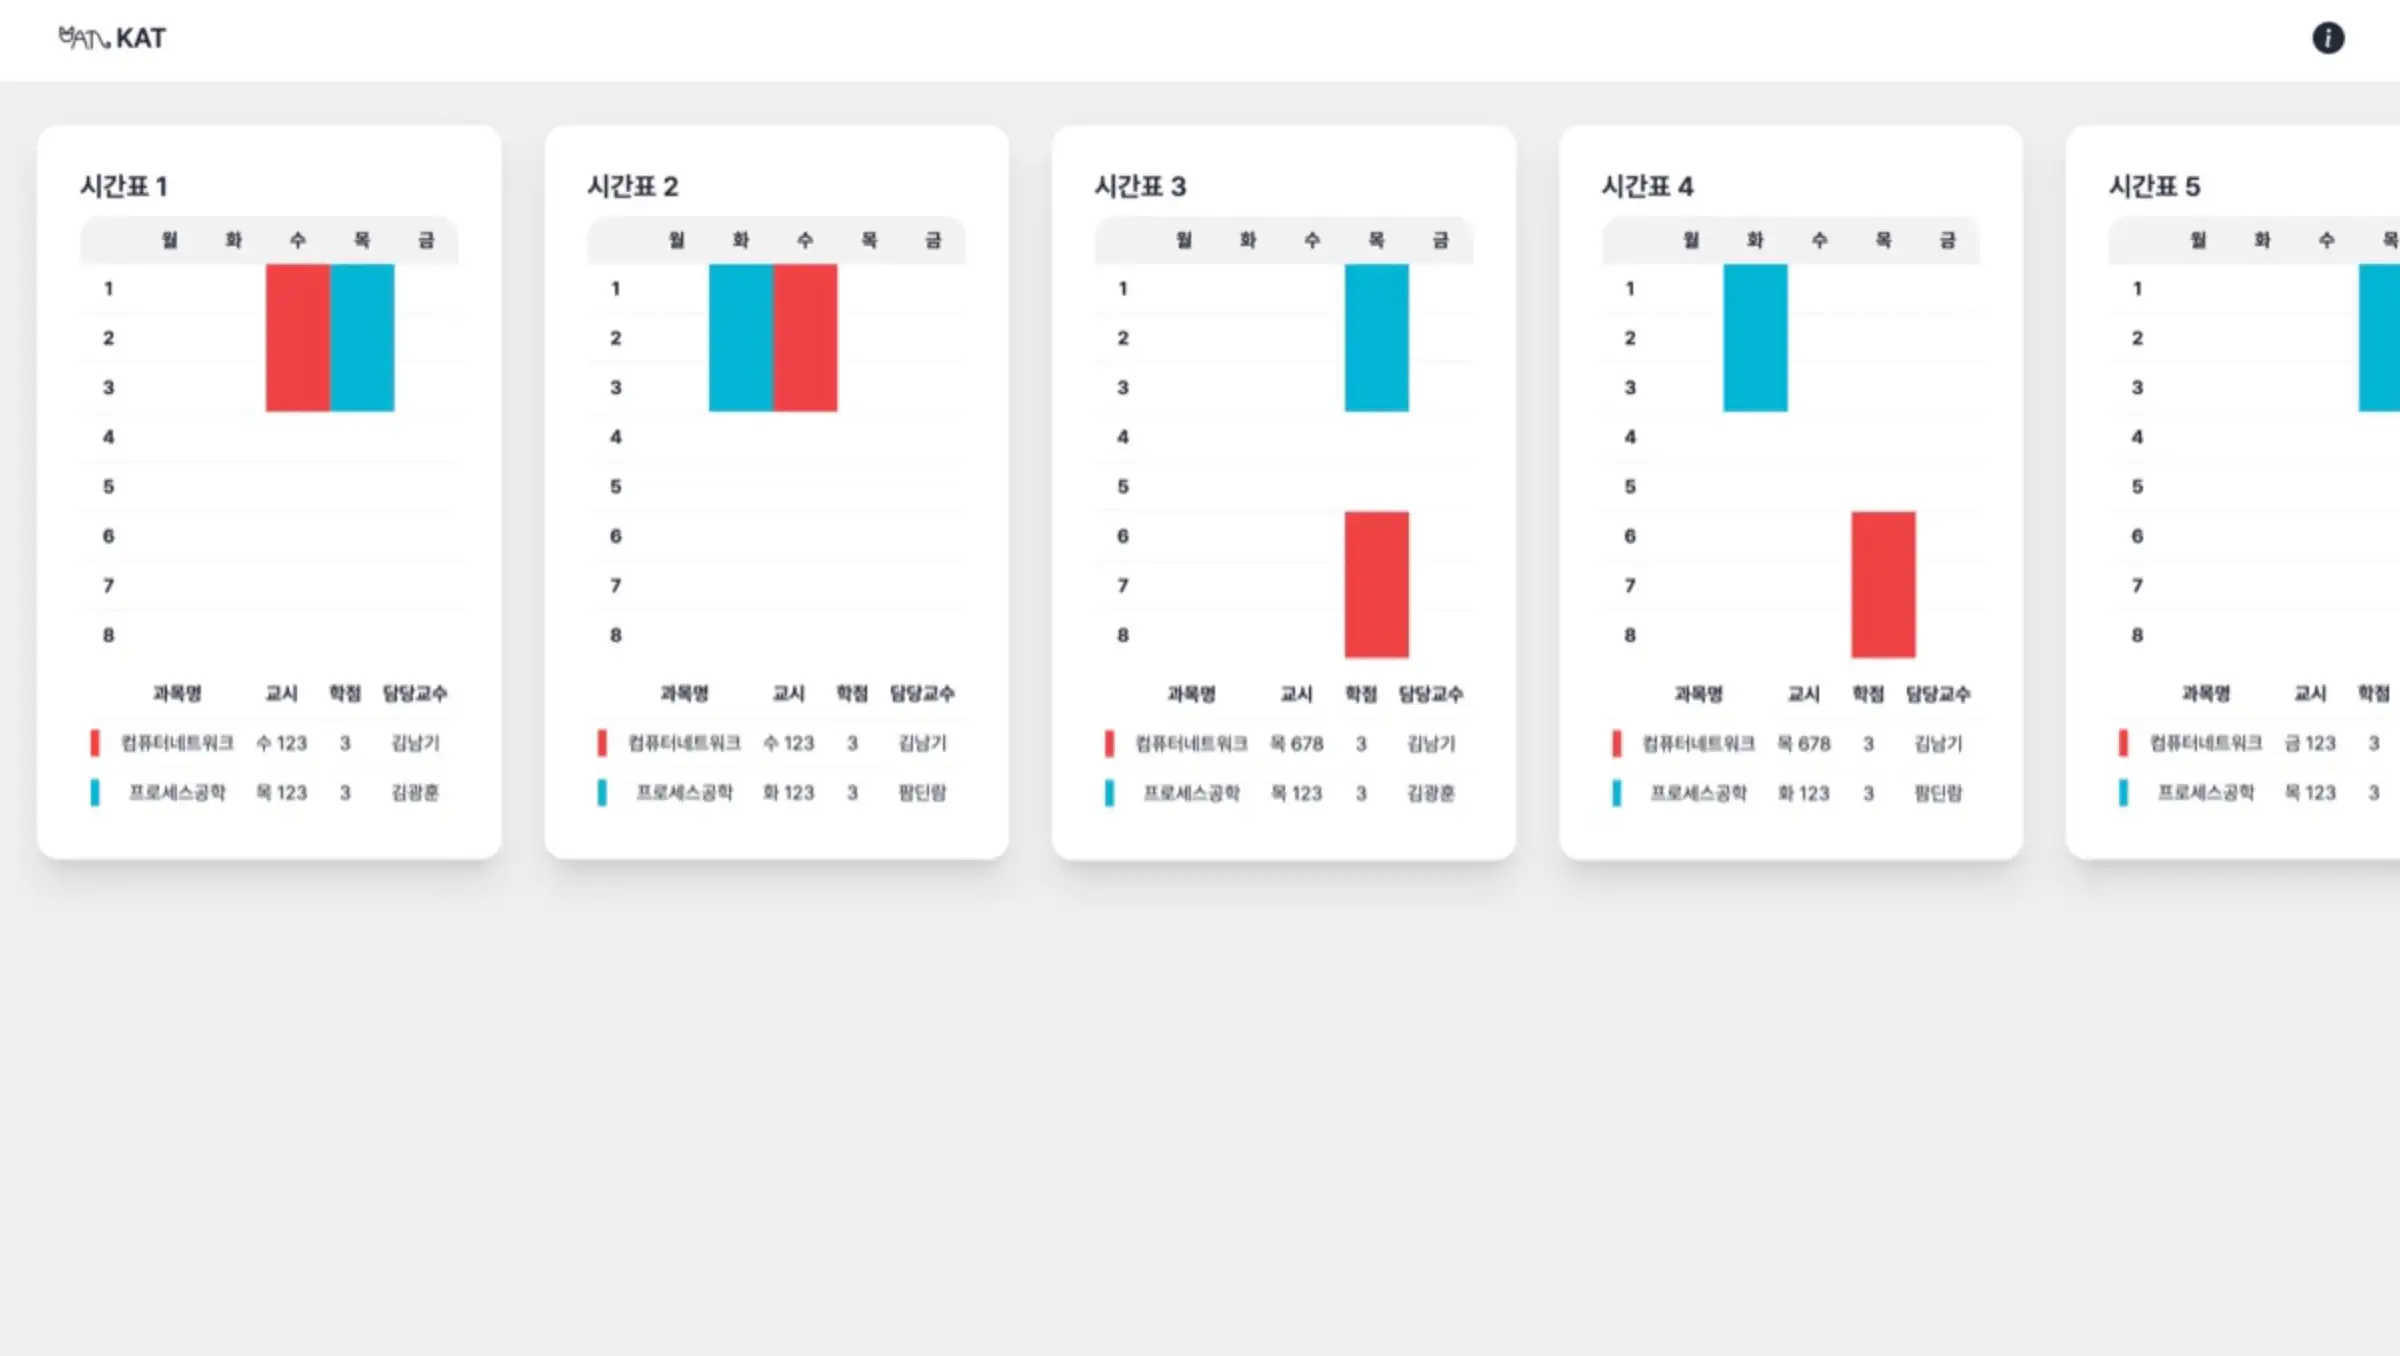 KAT
시간표 1
월 화 수 목 금
1
2
3
4
5
6
7
8
과목명 교시 학점 담당교수
컴퓨터네트워크 수 123 3 김남기
프로세스공학 목 123 3 김광훈
시간표 2
월 화 수 목 금
1
2
3
4
5
6
7
8
과목명 교시 학점 담당교수
컴퓨터네트워크 수 123 3 김남기
프로세스공학 화 123 3 팜딘람
시간표 3
월 화 수 목 금
1
2
3
4
5
6
7
8
과목명 교시 학점 담당교수
컴퓨터네트워크 목 678 3 김남기
프로세스공학 목 123 3 김광훈
시간표 4
월 화 수 목 금
1
2
3
4
5
6
7
8
과목명 교시 학점 담당교수
컴퓨터네트워크 목 678 3 김남기
프로세스공학 화 123 3 팜딘람
시간표 5
월 화 수 목
1
2
3
4
5
6
7
8
과목명 교시 학점
컴퓨터네트워크 금 123 3
프로세스공학 목 123 3